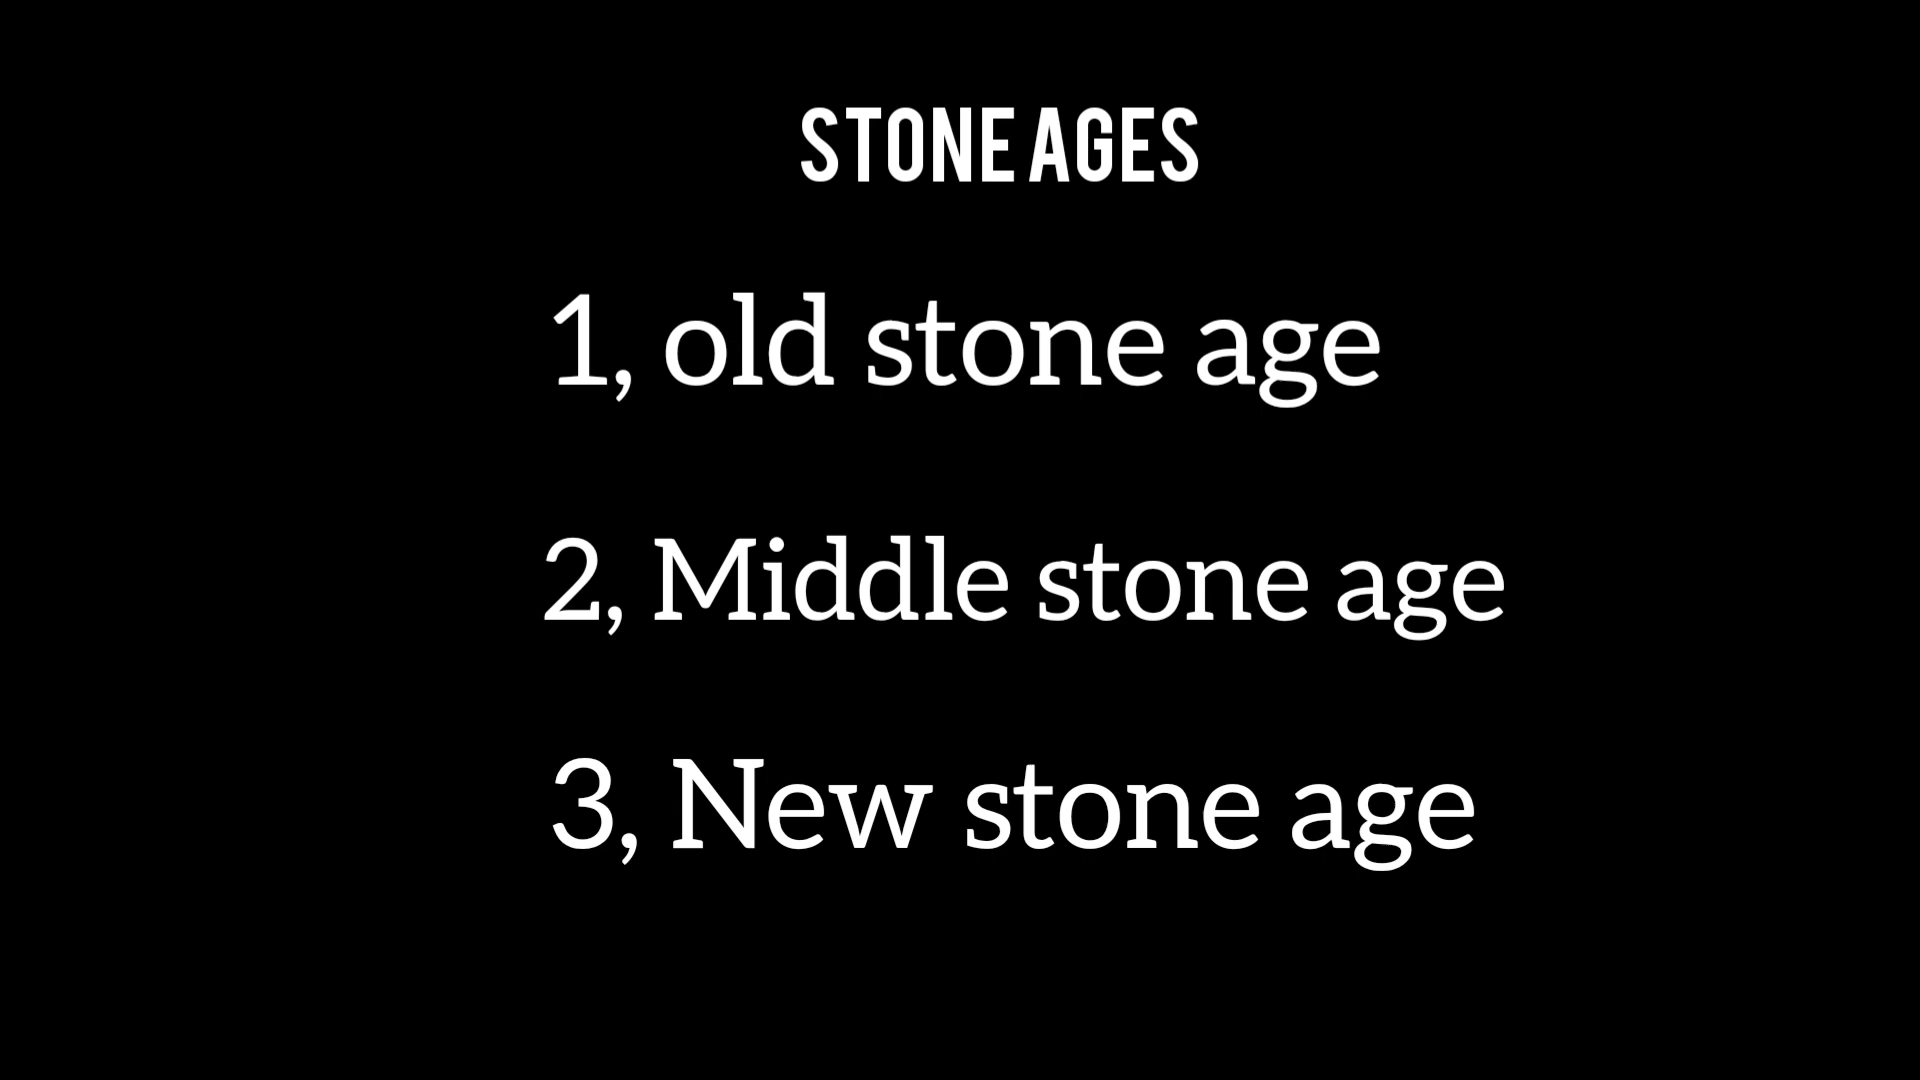 STONE AGES
1, old stone age
2, Middle stone age
3, New stone age